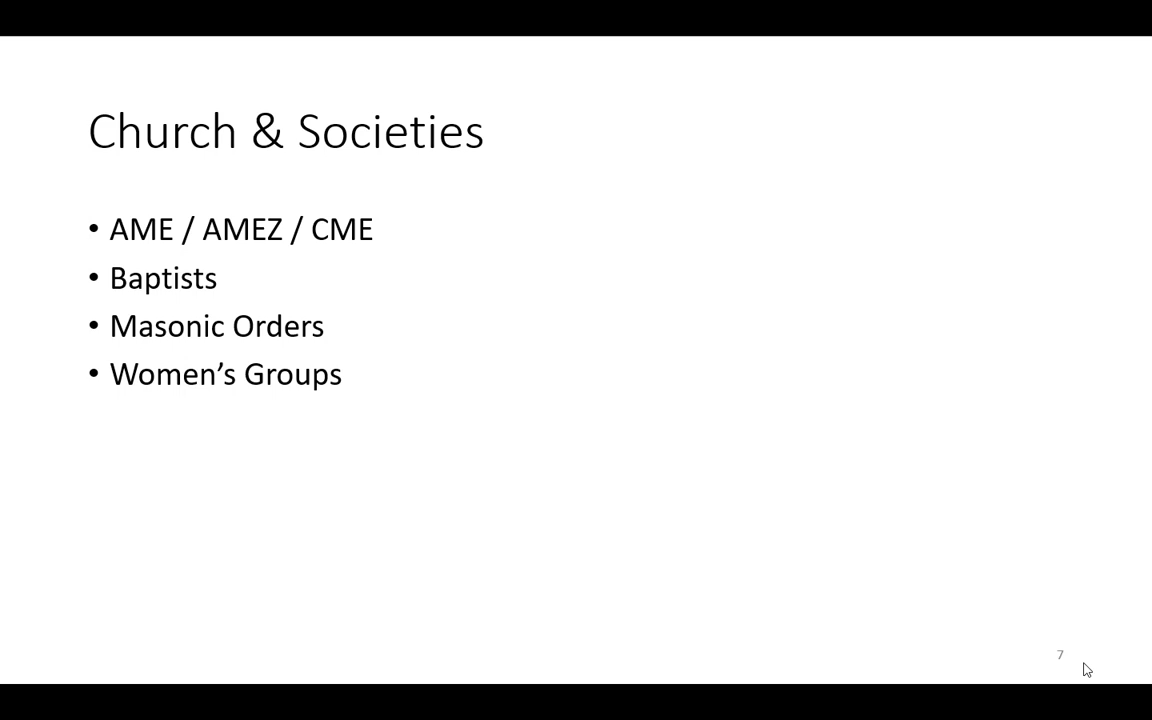 Church & Societies
• AME / AMEZ / CME
• Baptists
• Masonic Orders
• Women’s Groups
7